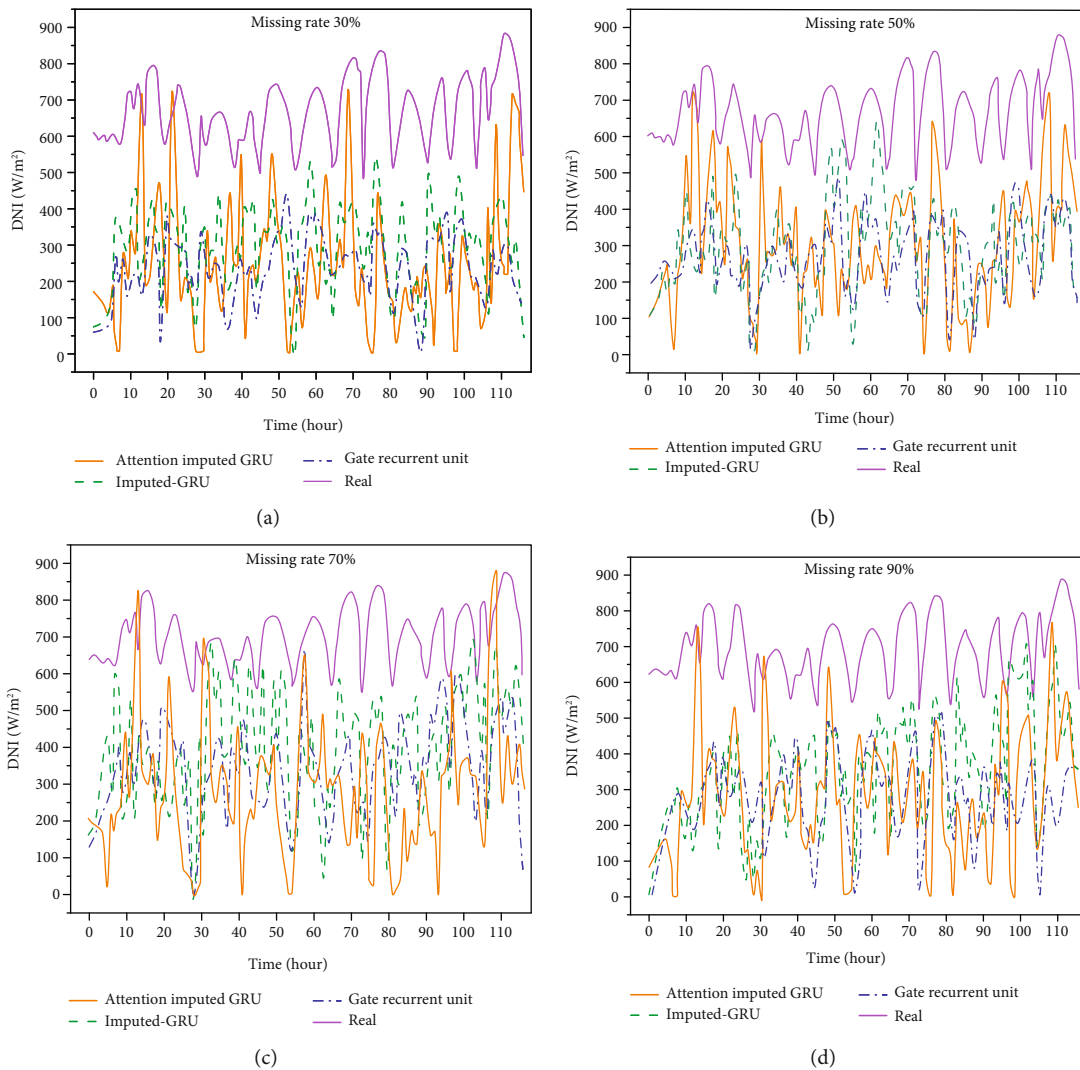 Missing rate 30%
900
800
700
600
500
400
300
200
100
0
DNI (W/m²)
0 10 20 30 40 50 60 70 80 90 100 110
Time (hour)
Attention imputed GRU
Gate recurrent unit
Imputed-GRU
Real
(a)
Missing rate 50%
900
800
700
600
500
400
300
200
100
0
DNI (W/m²)
0 10 20 30 40 50 60 70 80 90 100 110
Time (hour)
Attention imputed GRU
Gate recurrent unit
Imputed-GRU
Real
(b)
Missing rate 70%
900
800
700
600
500
400
300
200
100
0
DNI (W/m²)
0 10 20 30 40 50 60 70 80 90 100 110
Time (hour)
Attention imputed GRU
Gate recurrent unit
Imputed-GRU
Real
(c)
Missing rate 90%
900
800
700
600
500
400
300
200
100
0
DNI (W/m²)
0 10 20 30 40 50 60 70 80 90 100 110
Time (hour)
Attention imputed GRU
Gate recurrent unit
Imputed-GRU
Real
(d)